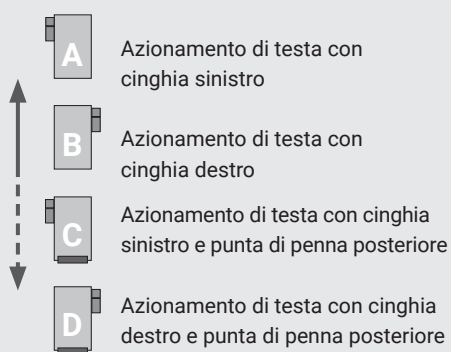 A
Azionamento di testa con
cinghia sinistro
B
Azionamento di testa con
cinghia destro
C
Azionamento di testa con cinghia
sinistro e punta di penna posteriore
D
Azionamento di testa con cinghia
destro e punta di penna posteriore